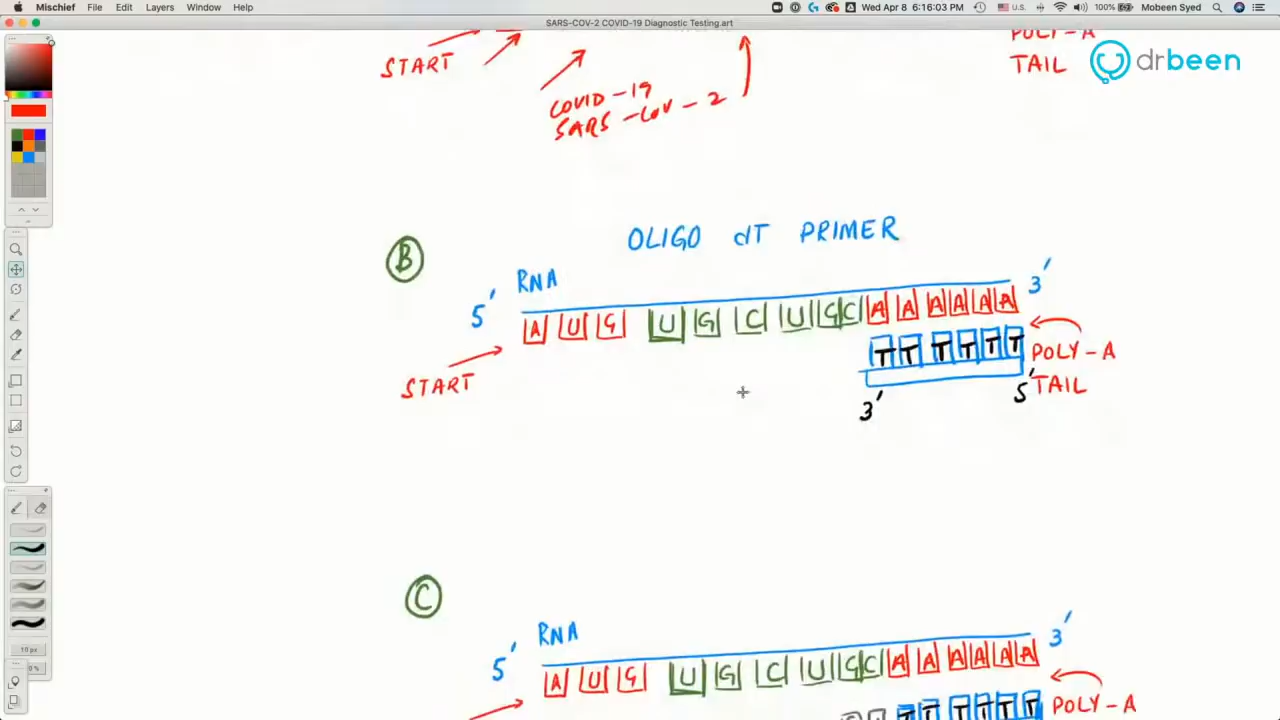 Mischief File Edit Layers Window Help
U.S. 100% Wed Apr 8 6:16:03 PM Mobeen Syed
SARS-COV-2 COVID-19 Diagnostic Testing.art
START
COVID-19
SARS-COV-2
POLY-A
TAIL
drbeen
B
OLIGO dT PRIMER
RNA
5' 3'
A U G U G C U G C A A A A A A
T T T T T T
START
3' 5'
POLY-A
TAIL
C
RNA
5' 3'
A U G U G C U G C A A A A A A
T T T T T T
POLY-A
10 px